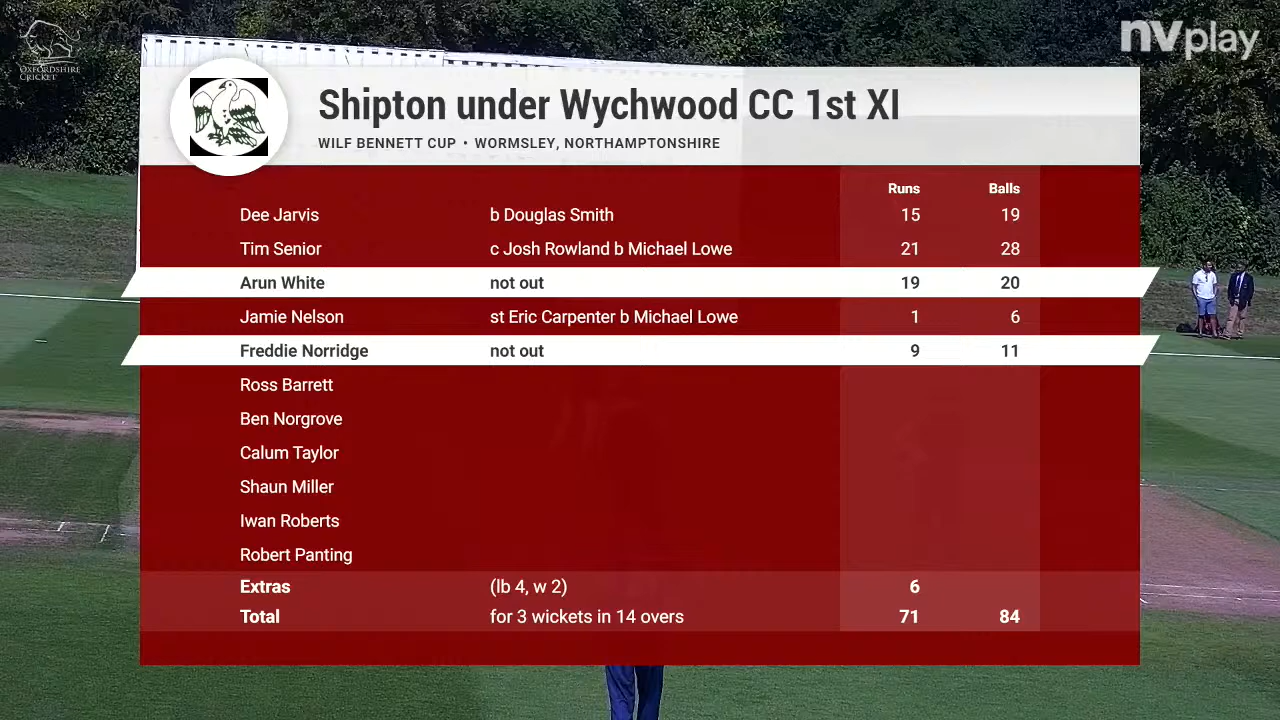 OXFORDSHIRE
CRICKET
nvplay
Shipton under Wychwood CC 1st XI
WILF BENNETT CUP • WORMSLEY, NORTHAMPTONSHIRE
Runs Balls
Dee Jarvis b Douglas Smith 15 19
Tim Senior c Josh Rowland b Michael Lowe 21 28
Arun White not out 19 20
Jamie Nelson st Eric Carpenter b Michael Lowe 1 6
Freddie Norridge not out 9 11
Ross Barrett
Ben Norgrove
Calum Taylor
Shaun Miller
Iwan Roberts
Robert Panting
Extras (lb 4, w 2) 6
Total for 3 wickets in 14 overs 71 84